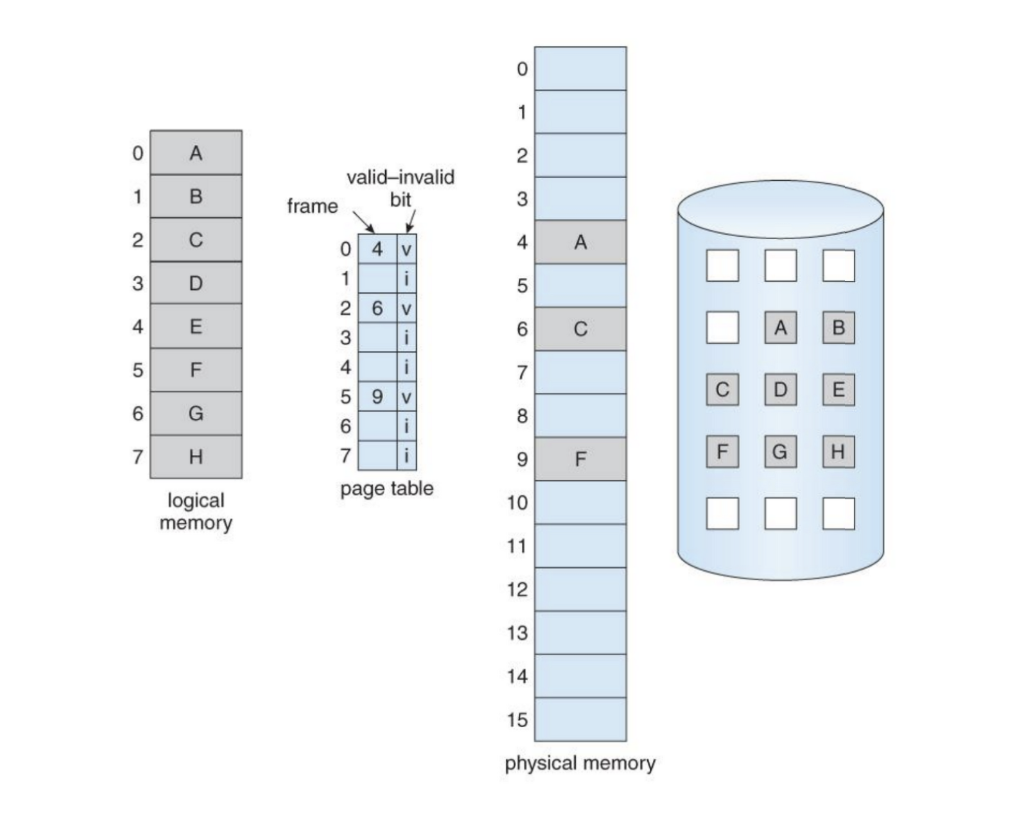 0 A
1 B
2 C
3 D
4 E
5 F
6 G
7 H
logical
memory
valid–invalid
bit
frame
0 4 v
1 i
2 6 v
3 i
4 i
5 9 v
6 i
7 i
page table
0
1
2
3
4 A
5
6 C
7
8
9 F
10
11
12
13
14
15
physical memory
A B
C D E
F G H